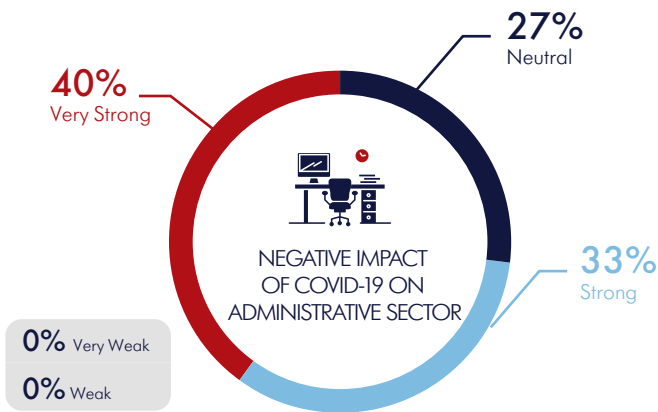 27%
Neutral
40%
Very Strong
NEGATIVE IMPACT
OF COVID-19 ON
ADMINISTRATIVE SECTOR
33%
Strong
0% Very Weak
0% Weak